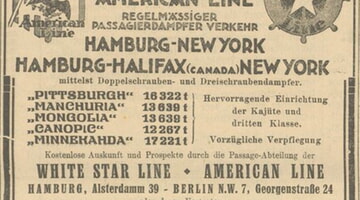 AMERICAN LINE
American
Line
Line
REGELMÄSSIGER
PASSAGIERDAMPFER VERKEHR
HAMBURG-NEW YORK
HAMBURG-HALIFAX (CANADA) NEW YORK
mittelst Doppelschrauben- und Dreischraubendampfer.
„PITTSBURGH" 16322 t
„MANCHURIA" 13639 t
„MONGOLIA" 13639 t
„CANOPIC" 12267 t
„MINNEKAHDA" 17221 t
Hervorragende Einrichtung
der Kajüte und
dritten Klasse.
Vorzügliche Verpflegung
Kostenlose Auskunft und Prospekte durch die Passage-Abteilung der
WHITE STAR LINE • AMERICAN LINE
HAMBURG, Alsterdamm 39 - BERLIN N.W. 7, Georgenstraße 24